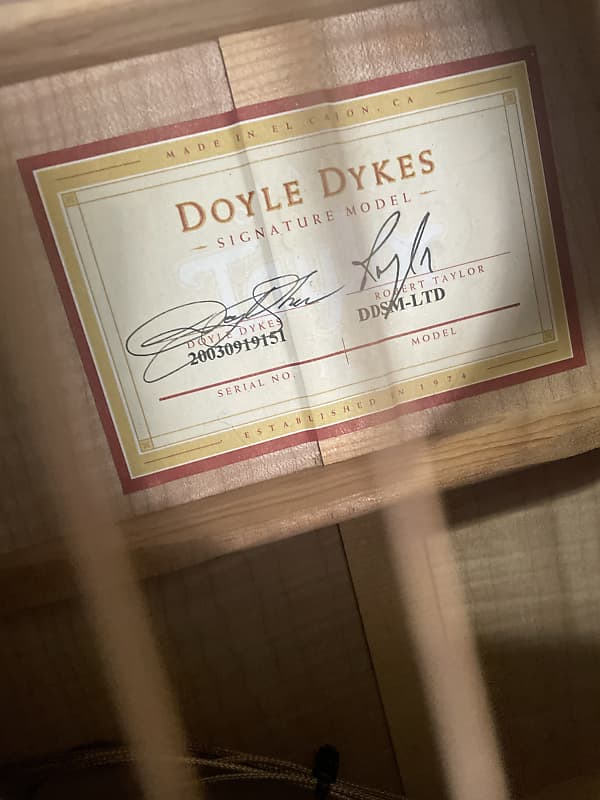 MADE IN EL CAJON, CA
DOYLE DYKES
SIGNATURE MODEL
Taylor
DOYLE DYKES
ROBERT TAYLOR
20030919151
DDSM-LTD
SERIAL NO.
MODEL
ESTABLISHED IN 1974